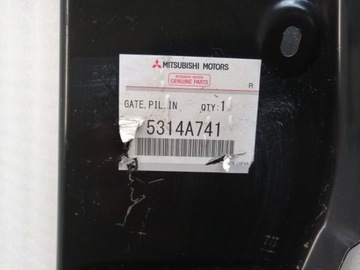 MITSUBISHI MOTORS
GENUINE PARTS
R
GATE, PIL, IN QTY:1
5314A741